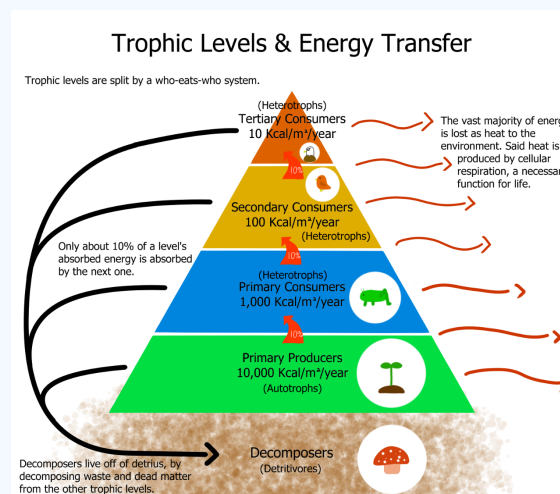 Trophic Levels & Energy Transfer
Trophic levels are split by a who-eats-who system.
(Heterotrophs)
Tertiary Consumers
10 Kcal/m²/year
The vast majority of energ
is lost as heat to the
environment. Said heat is
produced by cellular
respiration, a necessar
function for life.
10%
Secondary Consumers
100 Kcal/m²/year
(Heterotrophs)
Only about 10% of a level's
absorbed energy is absorbed
by the next one.
10%
(Heterotrophs)
Primary Consumers
1,000 Kcal/m²/year
10%
Primary Producers
10,000 Kcal/m²/year
(Autotrophs)
Decomposers
(Detritivores)
Decomposers live off of detrius, by
decomposing waste and dead matter
from the other trophic levels.